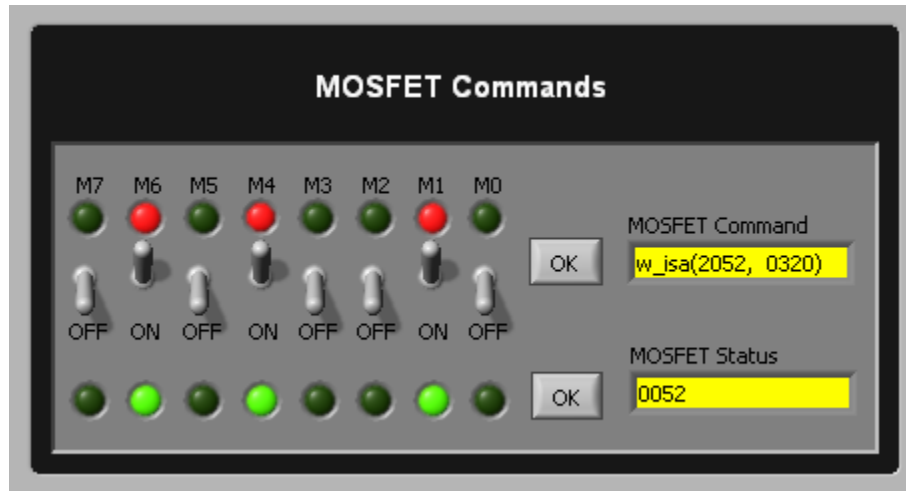 MOSFET Commands
M7 M6 M5 M4 M3 M2 M1 M0
MOSFET Command
OK w_isa(2052, 0320)
OFF ON OFF ON OFF OFF ON OFF
MOSFET Status
OK 0052